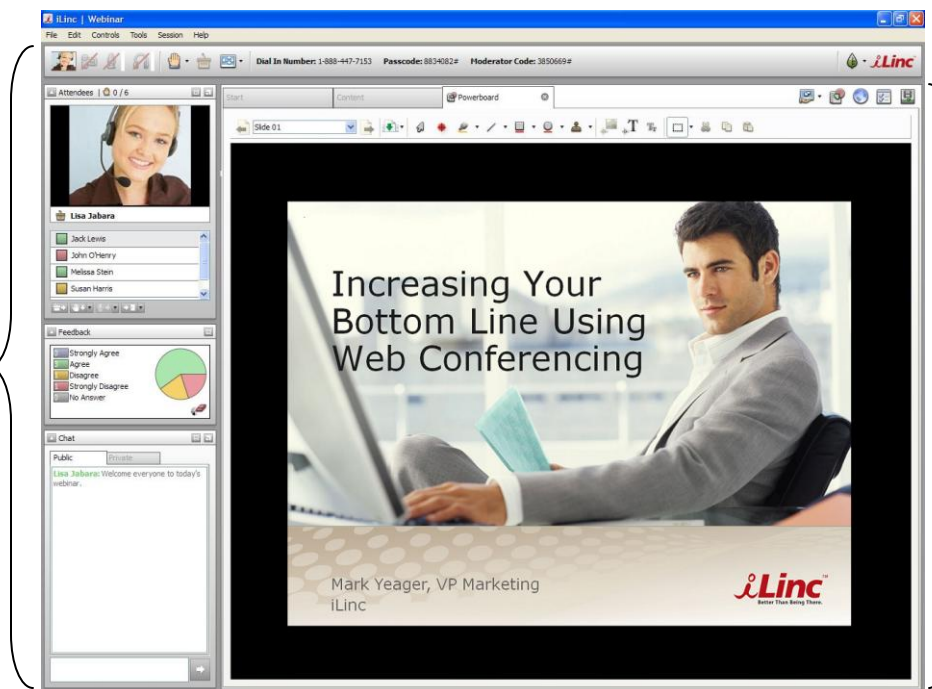 iLinc | Webinar
File Edit Controls Tools Session Help
Dial In Number: 1-888-447-7153 Passcode: 8834082# Moderator Code: 3850669#
iLinc
Attendees | 0 / 6
Lisa Jabara
Jack Lewis
John O'Henry
Melissa Stein
Susan Harris
Feedback
Strongly Agree
Agree
Disagree
Strongly Disagree
No Answer
Chat
Public Private
Lisa Jabara: Welcome everyone to today's
webinar.
Start Content Powerboard
Slide 01
Increasing Your
Bottom Line Using
Web Conferencing
Mark Yeager, VP Marketing
iLinc
iLinc™
Better Than Being There.